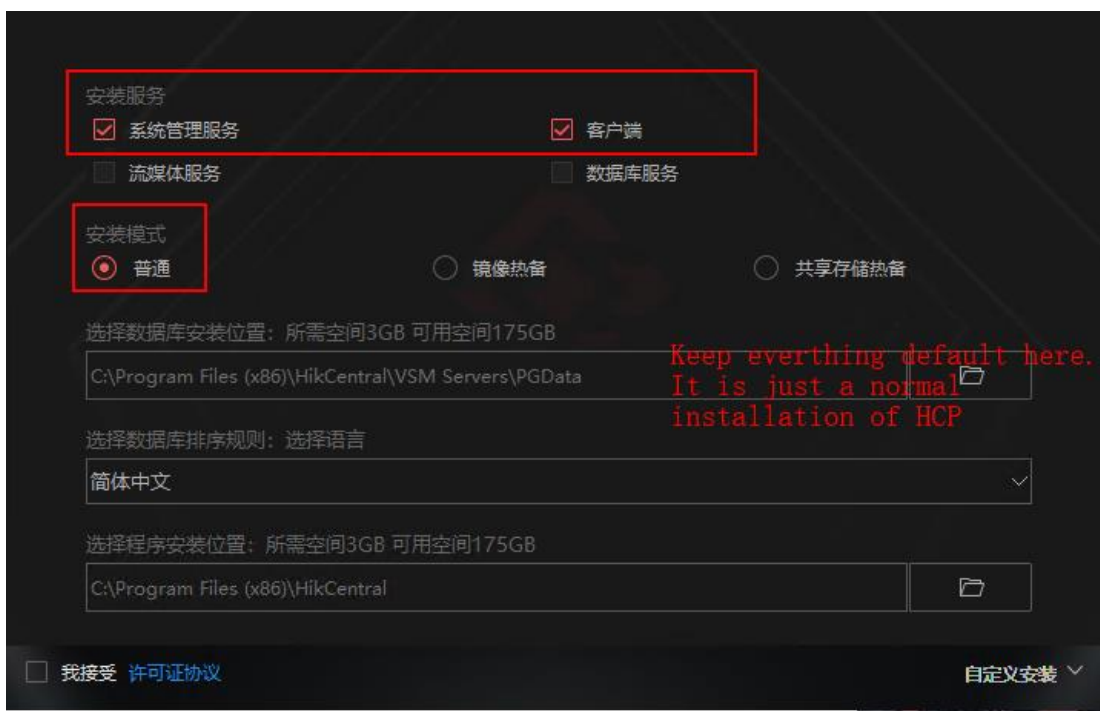 安装服务
系统管理服务 客户端
流媒体服务 数据库服务
安装模式
普通 镜像热备 共享存储热备
选择数据库安装位置：所需空间3GB 可用空间175GB
C:\Program Files (x86)\HikCentral\VSM Servers\PGData
Keep everthing default here.
It is just a normal
installation of HCP
选择数据库排序规则：选择语言
简体中文
选择程序安装位置：所需空间3GB 可用空间175GB
C:\Program Files (x86)\HikCentral
我接受 许可证协议 自定义安装